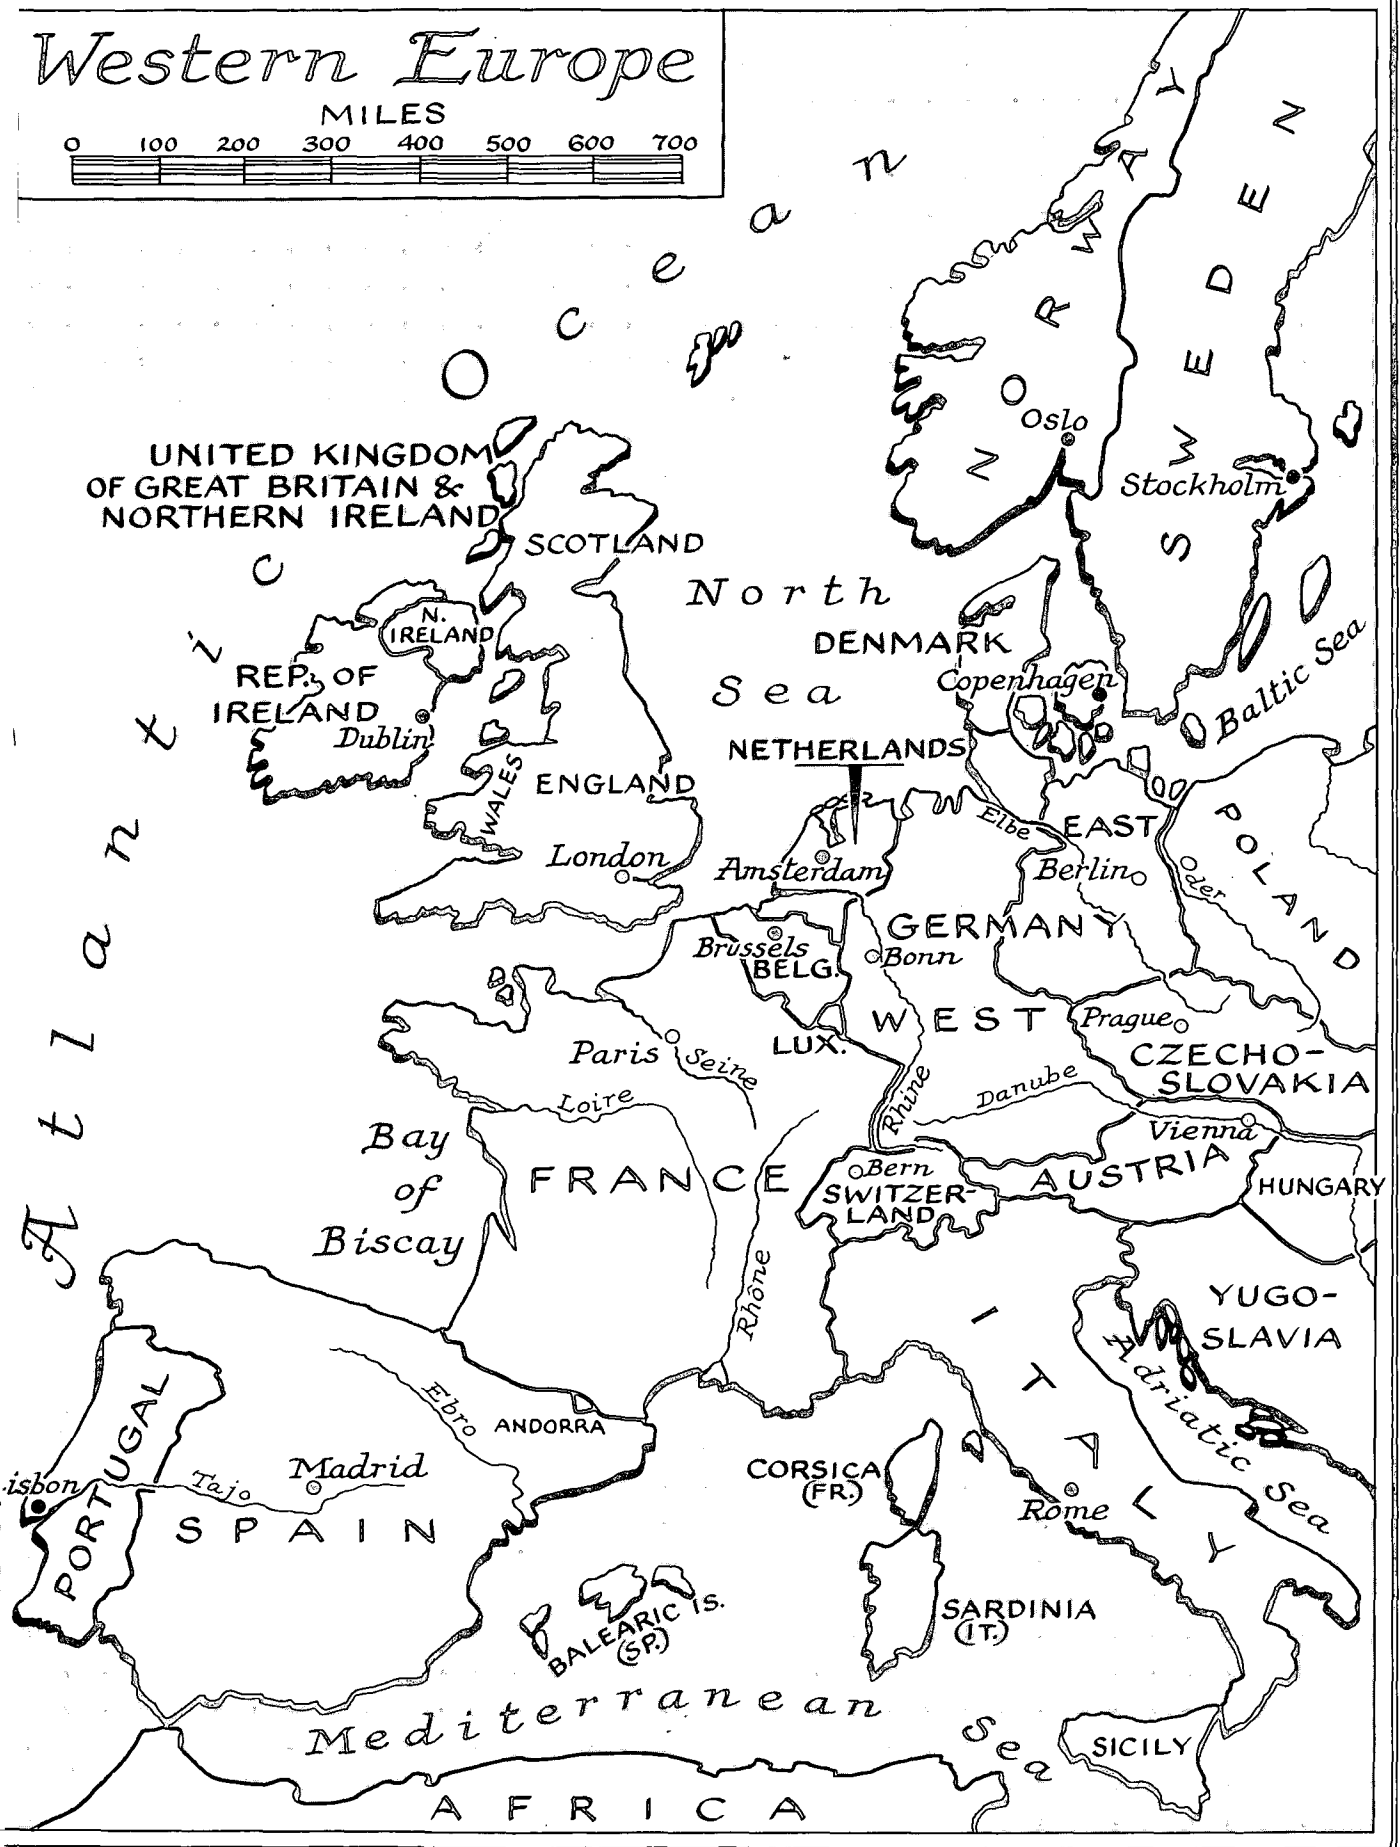 Western Europe
MILES
0 100 200 300 400 500 600 700
Atlantic Ocean
NORWAY
SWEDEN
Oslo
Stockholm
UNITED KINGDOM
OF GREAT BRITAIN &
NORTHERN IRELAND
SCOTLAND
North
Sea
N.
IRELAND
REP. OF
IRELAND
Dublin
DENMARK
Copenhagen
Baltic Sea
NETHERLANDS
WALES
ENGLAND
London
Amsterdam
Elbe
EAST
Berlin
Oder
POLAND
GERMANY
Brussels
BELG.
Bonn
WEST
Prague
LUX.
CZECHO-
SLOVAKIA
Paris
Seine
Loire
Rhine
Danube
Vienna
Bay
of
Biscay
FRANCE
Bern
SWITZER-
LAND
AUSTRIA
HUNGARY
Rhône
ITALY
YUGO-
SLAVIA
Adriatic Sea
PORTUGAL
Ebro
ANDORRA
isbon
Tajo
Madrid
SPAIN
CORSICA
(FR.)
Rome
BALEARIC IS.
(SP.)
SARDINIA
(IT.)
Mediterranean Sea
SICILY
AFRICA